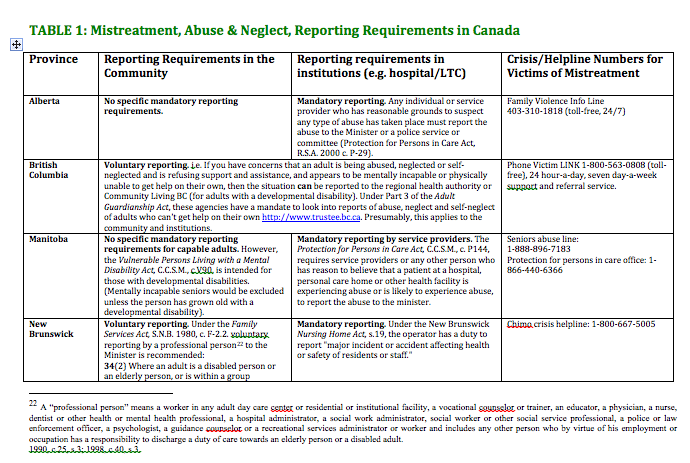 TABLE 1: Mistreatment, Abuse & Neglect, Reporting Requirements in Canada
Province
Reporting Requirements in the
Community
Reporting requirements in
institutions (e.g. hospital/LTC)
Crisis/Helpline Numbers for
Victims of Mistreatment
Alberta
No specific mandatory reporting
requirements.
Mandatory reporting. Any individual or service
provider who has reasonable grounds to suspect
any type of abuse has taken place must report the
abuse to the Minister or a police service or
committee (Protection for Persons in Care Act,
R.S.A. 2000 c. P-29).
Family Violence Info Line
403-310-1818 (toll-free, 24/7)
British
Columbia
Voluntary reporting. i.e. If you have concerns that an adult is being abused, neglected or self-
neglected and is refusing support and assistance, and appears to be mentally incapable or physically
unable to get help on their own, then the situation can be reported to the regional health authority or
Community Living BC (for adults with a developmental disability). Under Part 3 of the Adult
Guardianship Act, these agencies have a mandate to look into reports of abuse, neglect and self-neglect
of adults who can't get help on their own http://www.trustee.bc.ca. Presumably, this applies to the
community and institutions.
Phone Victim LINK 1-800-563-0808 (toll-
free), 24 hour-a-day, seven day-a-week
support and referral service.
Manitoba
No specific mandatory reporting
requirements for capable adults. However,
the Vulnerable Persons Living with a Mental
Disability Act, C.C.S.M., c.V90, is intended for
those with developmental disabilities.
(Mentally incapable seniors would be excluded
unless the person has grown old with a
developmental disability).
Mandatory reporting by service providers. The
Protection for Persons in Care Act, C.C.S.M., c. P144,
requires service providers or any other person who
has reason to believe that a patient at a hospital,
personal care home or other health facility is
experiencing abuse or is likely to experience abuse,
to report the abuse to the minister.
Seniors abuse line:
1-888-896-7183
Protection for persons in care office: 1-
866-440-6366
New
Brunswick
Voluntary reporting. Under the Family
Services Act, S.N.B. 1980, c. F-2.2. voluntary
reporting by a professional person22 to the
Minister is recommended:
34(2) Where an adult is a disabled person or
an elderly person, or is within a group
Mandatory reporting. Under the New Brunswick
Nursing Home Act, s.19, the operator has a duty to
report "major incident or accident affecting health
or safety of residents or staff."
Chimo crisis helpline: 1-800-667-5005
22 A “professional person” means a worker in any adult day care center or residential or institutional facility, a vocational counselor or trainer, an educator, a physician, a nurse,
dentist or other health or mental health professional, a hospital administrator, a social work administrator, social worker or other social service professional, a police or law
enforcement officer, a psychologist, a guidance counselor or a recreational services administrator or worker and includes any other person who by virtue of his employment or
occupation has a responsibility to discharge a duty of care towards an elderly person or a disabled adult.
1990, c.25, s.3; 1998, c.40, s.3.